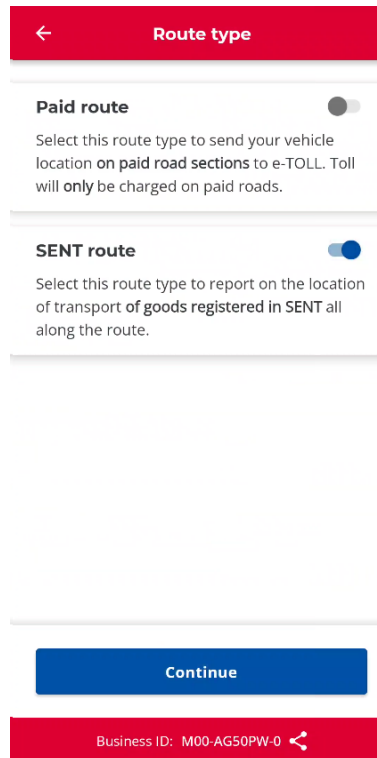 Route type
Paid route
Select this route type to send your vehicle
location on paid road sections to e-TOLL. Toll
will only be charged on paid roads.
SENT route
Select this route type to report on the location
of transport of goods registered in SENT all
along the route.
Continue
Business ID: M00-AG50PW-0